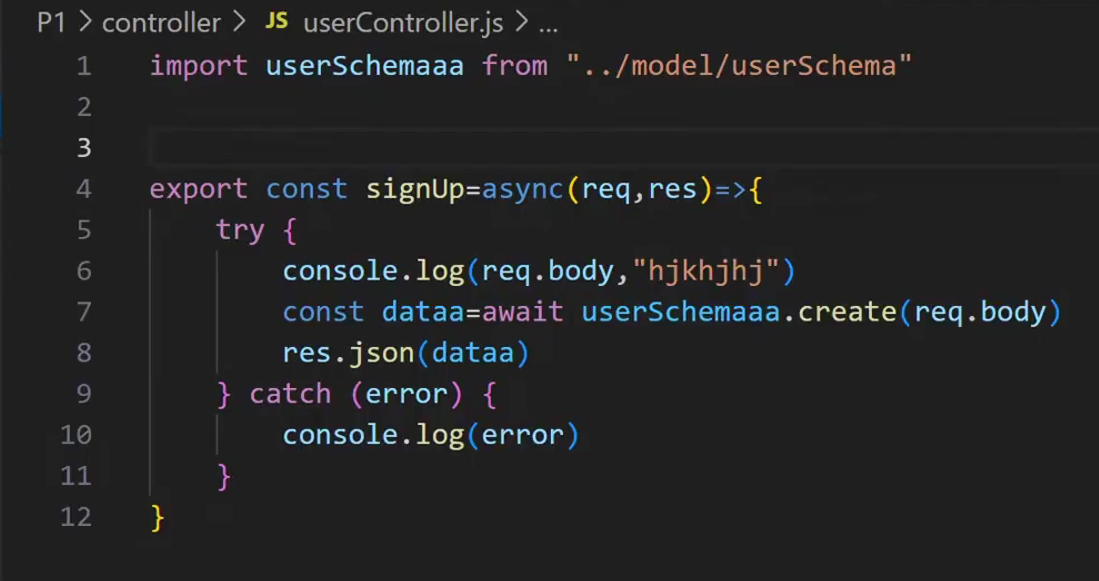 P1 > controller > JS userController.js > ...
1 import userSchemaaa from "../model/userSchema"
2
3
4 export const signUp=async(req,res)=>{
5     try {
6         console.log(req.body,"hjkhjhj")
7         const dataa=await userSchemaaa.create(req.body)
8         res.json(dataa)
9     } catch (error) {
10         console.log(error)
11     }
12 }